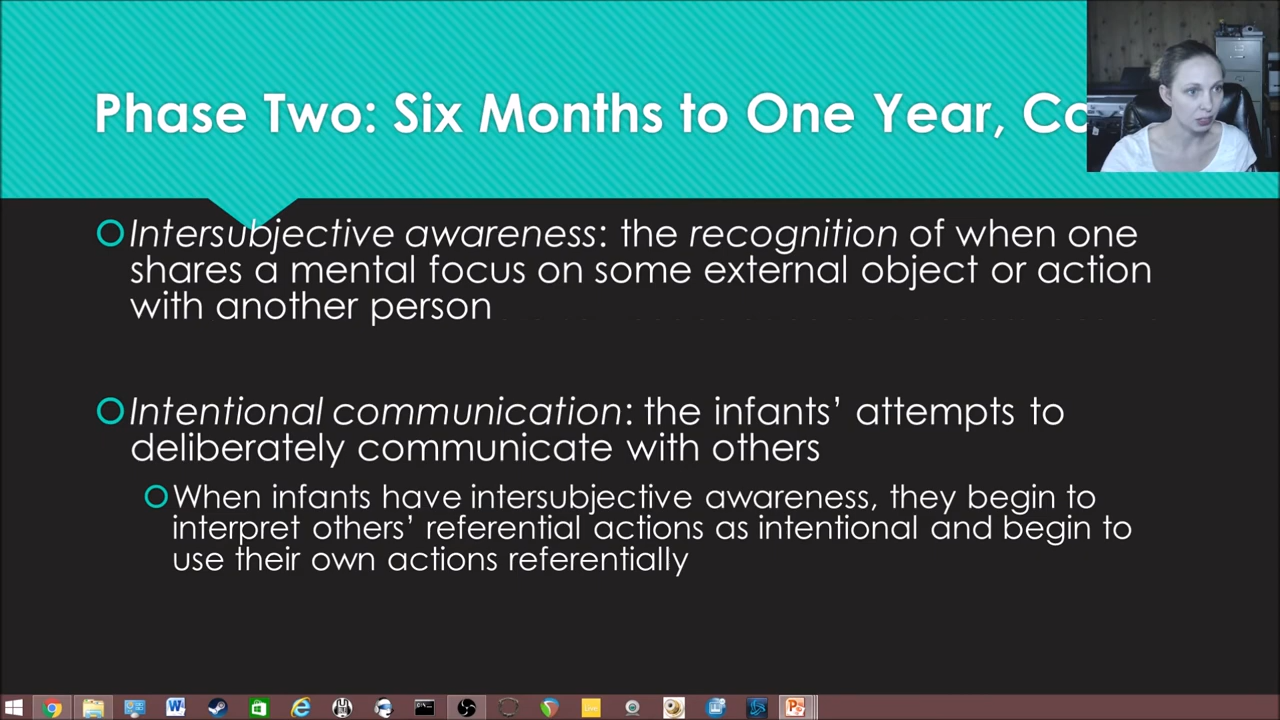 Phase Two: Six Months to One Year, Co
Intersubjective awareness: the recognition of when one
shares a mental focus on some external object or action
with another person
Intentional communication: the infants’ attempts to
deliberately communicate with others
When infants have intersubjective awareness, they begin to
interpret others’ referential actions as intentional and begin to
use their own actions referentially